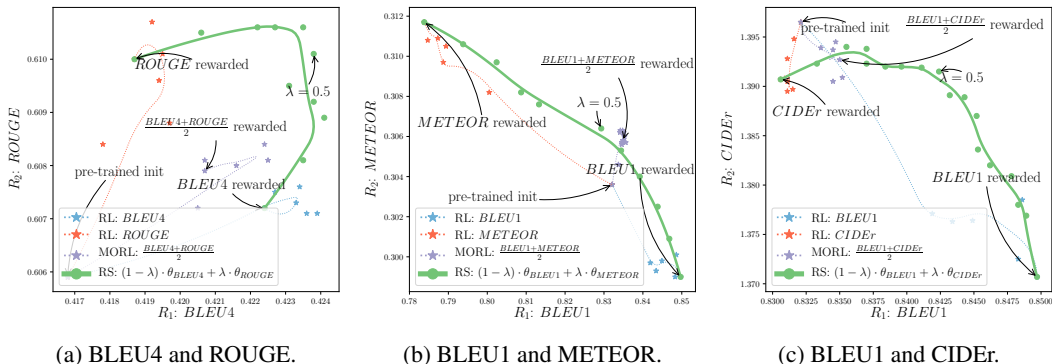 R₂: ROUGE
0.610
0.609
0.608
0.607
0.606
ROUGE rewarded
λ = 0.5
BLEU4+ROUGE/2 rewarded
pre-trained init
BLEU4 rewarded
RL: BLEU4
RL: ROUGE
MORL: BLEU4+ROUGE/2
RS: (1 − λ) · θ_BLEU4 + λ · θ_ROUGE
0.417 0.418 0.419 0.420 0.421 0.422 0.423 0.424
R₁: BLEU4
(a) BLEU4 and ROUGE.
R₂: METEOR
0.312
0.310
0.308
0.306
0.304
0.302
0.300
BLEU1+METEOR/2 rewarded
λ = 0.5
METEOR rewarded
BLEU1 rewarded
pre-trained init
RL: BLEU1
RL: METEOR
MORL: BLEU1+METEOR/2
RS: (1 − λ) · θ_BLEU1 + λ · θ_METEOR
0.78 0.79 0.80 0.81 0.82 0.83 0.84 0.85
R₁: BLEU1
(b) BLEU1 and METEOR.
R₂: CIDEr
1.395
1.390
1.385
1.380
1.375
1.370
pre-trained init
BLEU1+CIDEr/2 rewarded
λ = 0.5
CIDEr rewarded
BLEU1 rewarded
RL: BLEU1
RL: CIDEr
MORL: BLEU1+CIDEr/2
RS: (1 − λ) · θ_BLEU1 + λ · θ_CIDEr
0.8300 0.8325 0.8350 0.8375 0.8400 0.8425 0.8450 0.8475 0.8500
R₁: BLEU1
(c) BLEU1 and CIDEr.